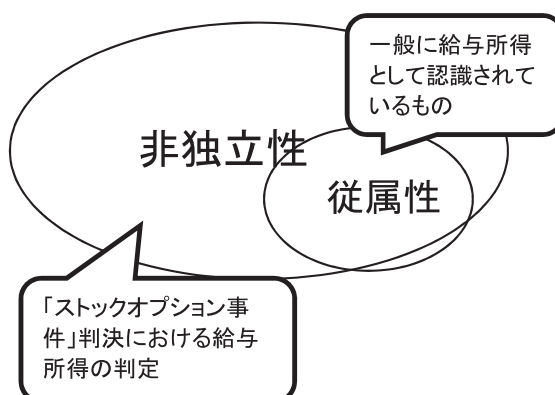 一般に給与所得
として認識されて
いるもの
非独立性
従属性
「ストックオプション事
件」判決における給与
所得の判定